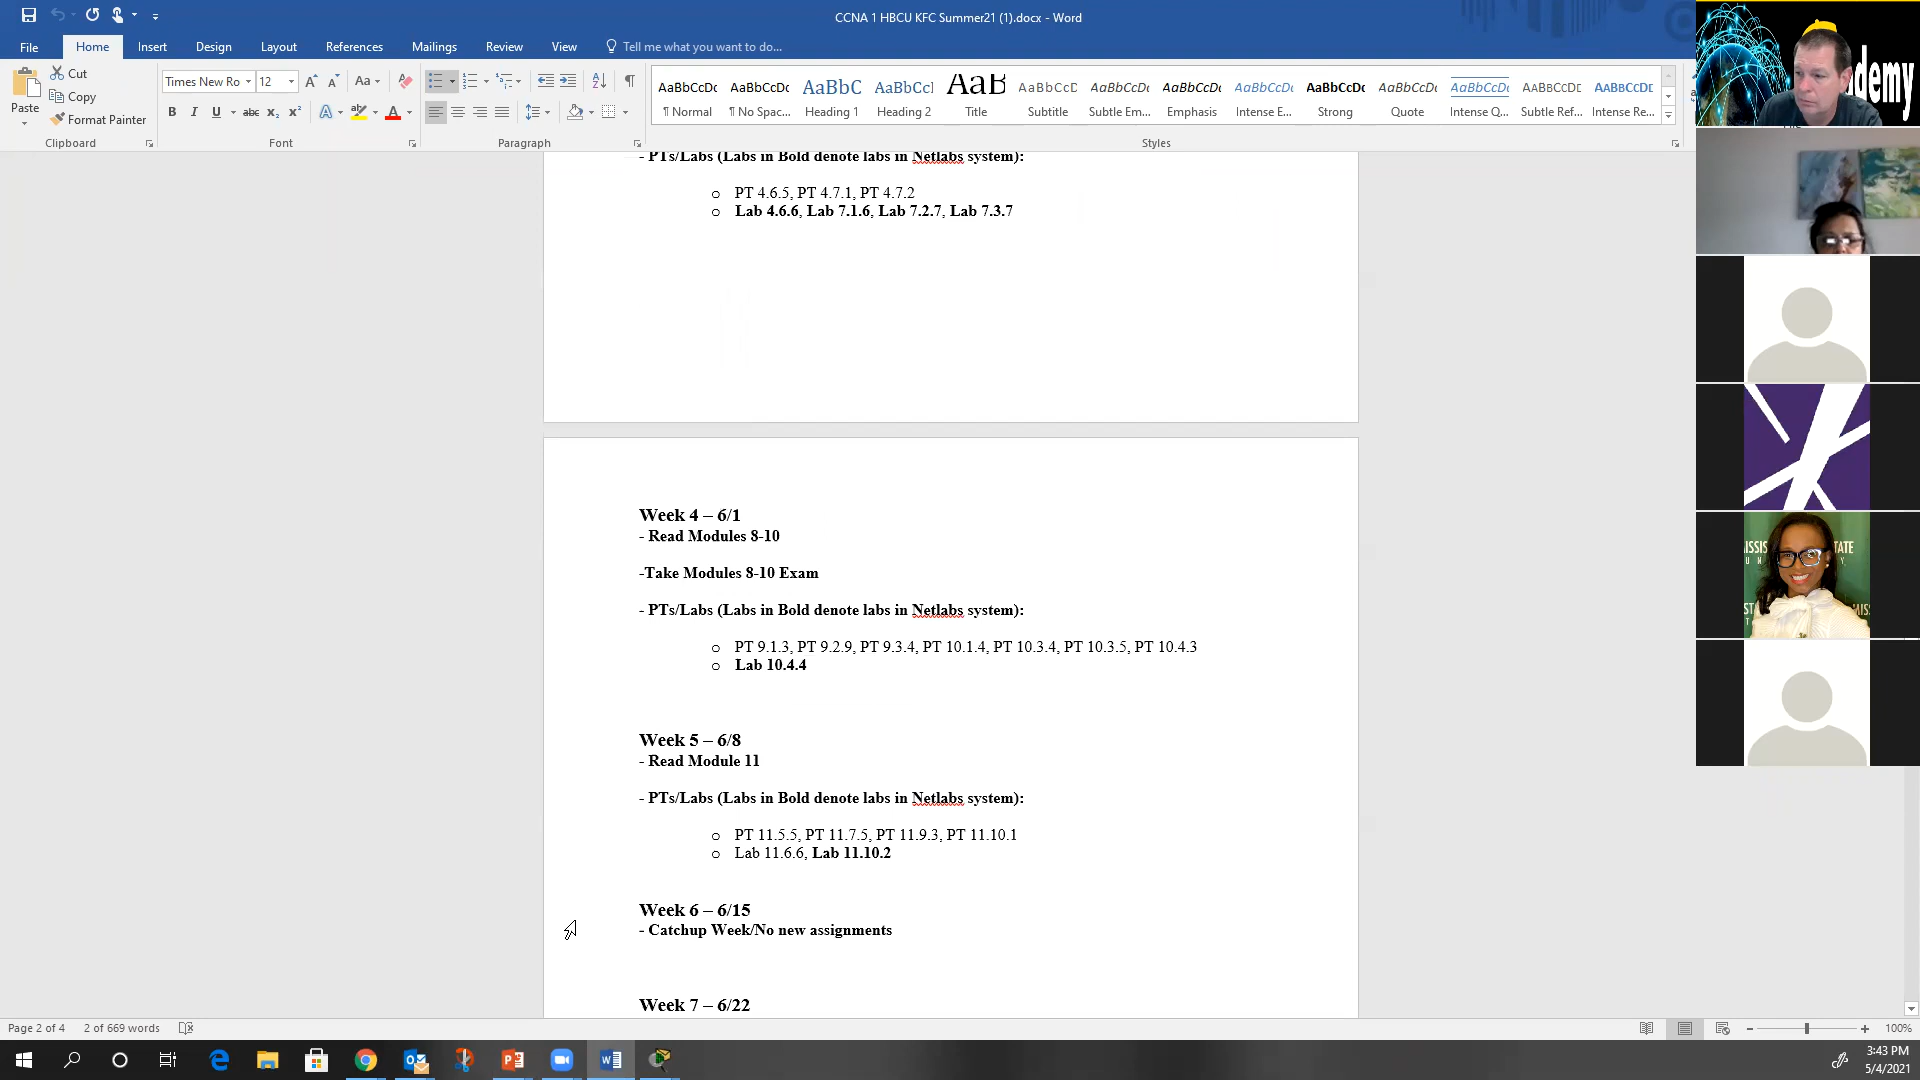 CCNA 1 HBCU KFC Summer21 (1).docx - Word
File Home Insert Design Layout References Mailings Review View Tell me what you want to do...
Paste
Cut
Copy
Format Painter
Clipboard
Times New Ro 12
Font
Paragraph
AaBbCcDc AaBbCcDc AaBbC AaBbCcI AaB AaBbCcD AaBbCcDc AaBbCcDc AaBbCcDc AaBbCcDc AaBbCcDc AaBbCcDc AABBCCDE AABBCCDE
¶ Normal ¶ No Spac... Heading 1 Heading 2 Title Subtitle Subtle Em... Emphasis Intense E... Strong Quote Intense Q... Subtle Ref... Intense Re...
Styles
- PTs/Labs (Labs in Bold denote labs in Netlabs system):
o PT 4.6.5, PT 4.7.1, PT 4.7.2
o Lab 4.6.6, Lab 7.1.6, Lab 7.2.7, Lab 7.3.7
Week 4 – 6/1
- Read Modules 8-10
-Take Modules 8-10 Exam
- PTs/Labs (Labs in Bold denote labs in Netlabs system):
o PT 9.1.3, PT 9.2.9, PT 9.3.4, PT 10.1.4, PT 10.3.4, PT 10.3.5, PT 10.4.3
o Lab 10.4.4
Week 5 – 6/8
- Read Module 11
- PTs/Labs (Labs in Bold denote labs in Netlabs system):
o PT 11.5.5, PT 11.7.5, PT 11.9.3, PT 11.10.1
o Lab 11.6.6, Lab 11.10.2
Week 6 – 6/15
- Catchup Week/No new assignments
Week 7 – 6/22
Page 2 of 4 2 of 669 words
100%
3:43 PM
5/4/2021